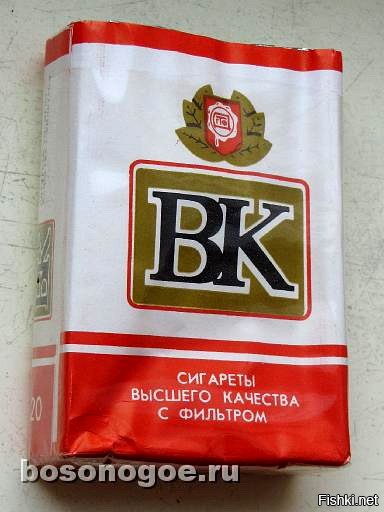 ВК
СИГАРЕТЫ
ВЫСШЕГО КАЧЕСТВА
С ФИЛЬТРОМ
20
bosonogoe.ru
Fishki.net